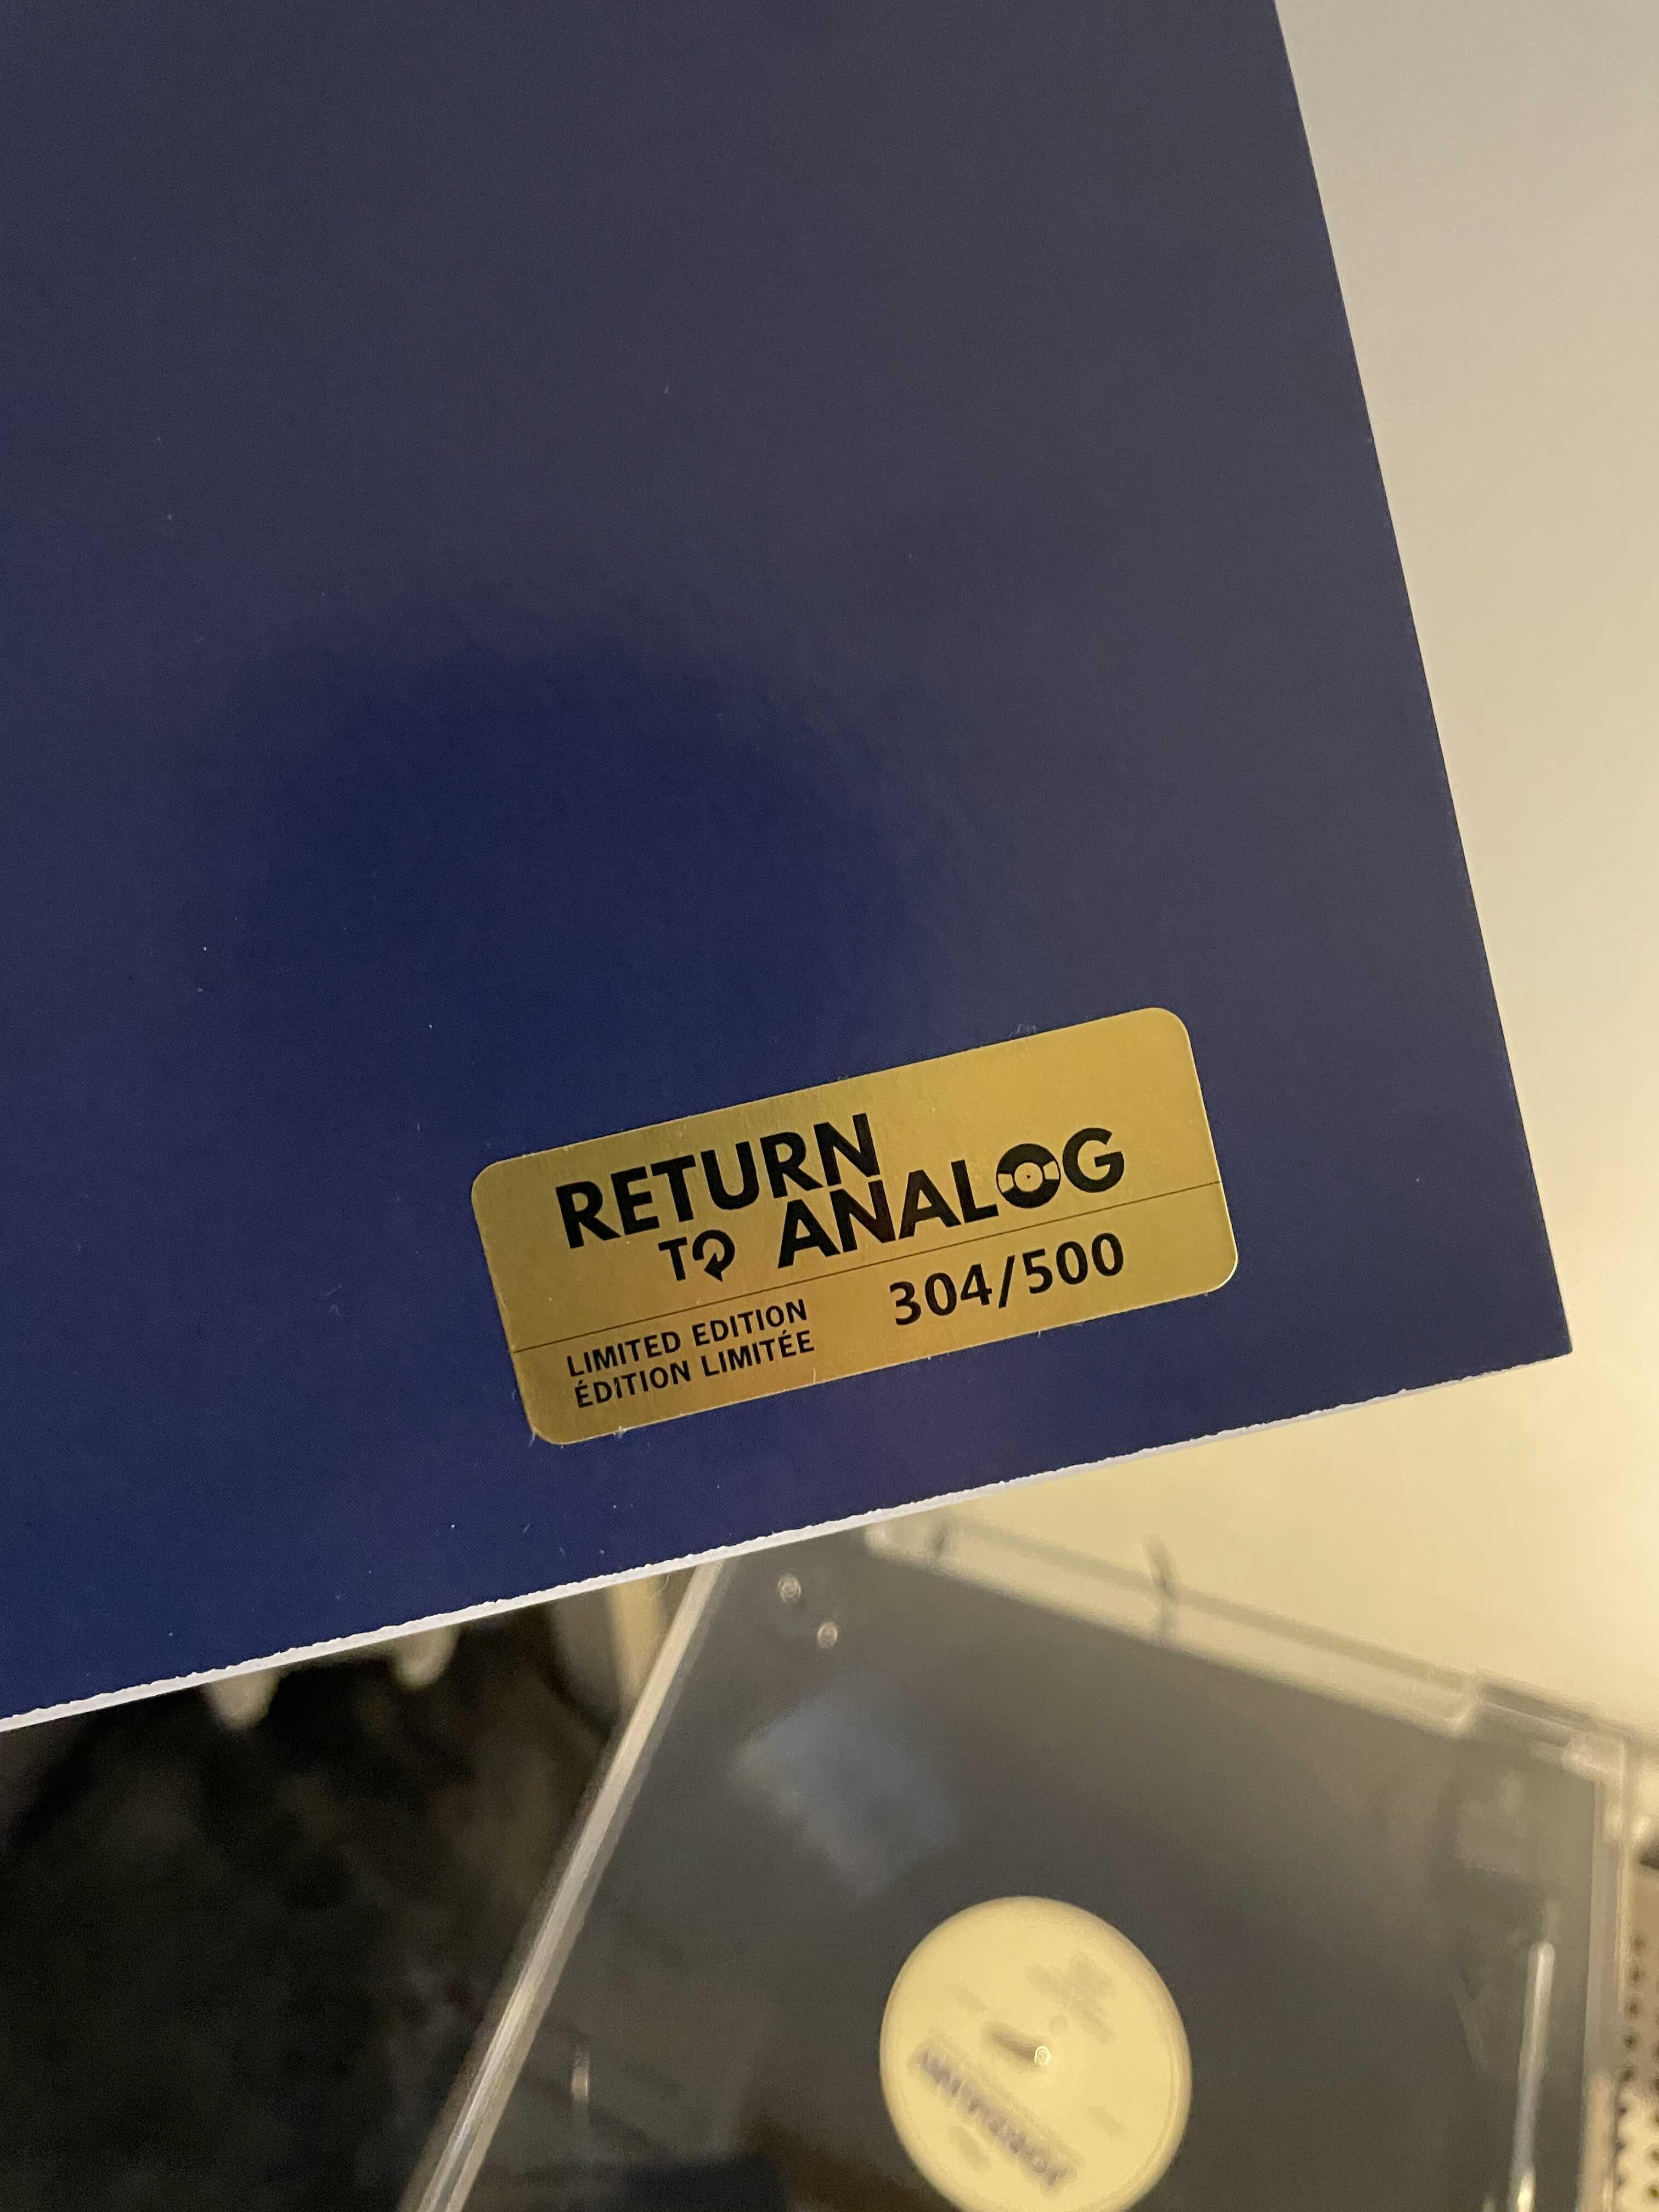 RETURN
TO ANALOG
LIMITED EDITION
ÉDITION LIMITÉE
304/500